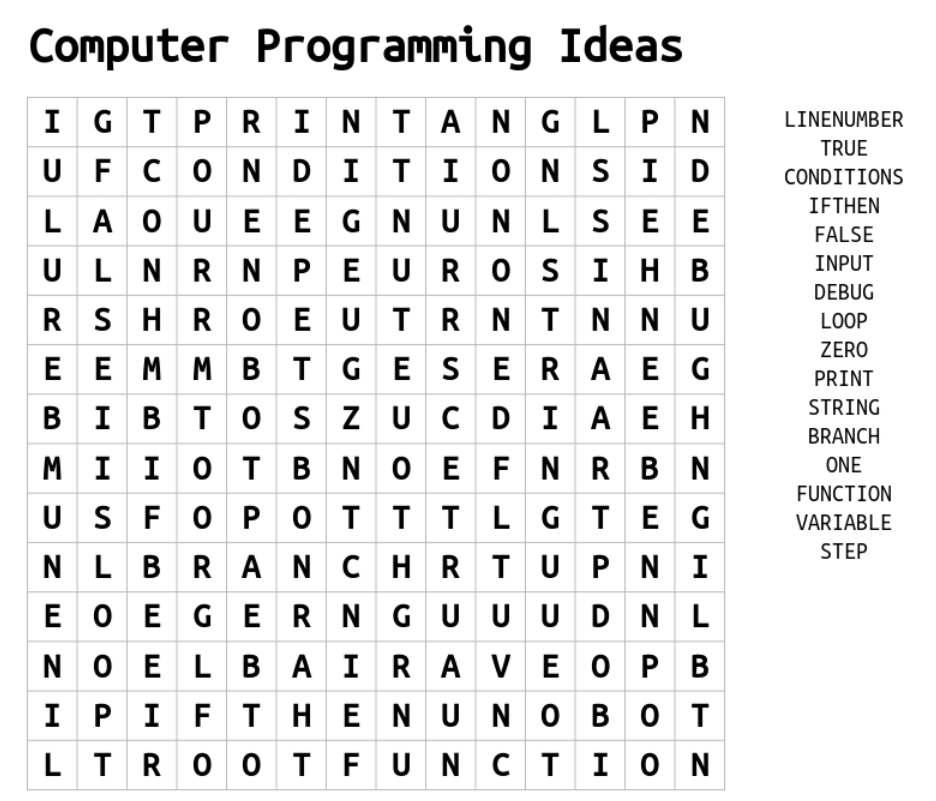 Computer Programming Ideas
I G T P R I N T A N G L P N
U F C O N D I T I O N S I D
L A O U E E G N U N L S E E
U L N R N P E U R O S I H B
R S H R O E U T R N T N N U
E E M M B T G E S E R A E G
B I B T O S Z U C D I A E H
M I I O T B N O E F N R B N
U S F O P O T T T L G T E G
N L B R A N C H R T U P N I
E O E G E R N G U U U D N L
N O E L B A I R A V E O P B
I P I F T H E N U N O B O T
L T R O O T F U N C T I O N
LINENUMBER
TRUE
CONDITIONS
IFTHEN
FALSE
INPUT
DEBUG
LOOP
ZERO
PRINT
STRING
BRANCH
ONE
FUNCTION
VARIABLE
STEP